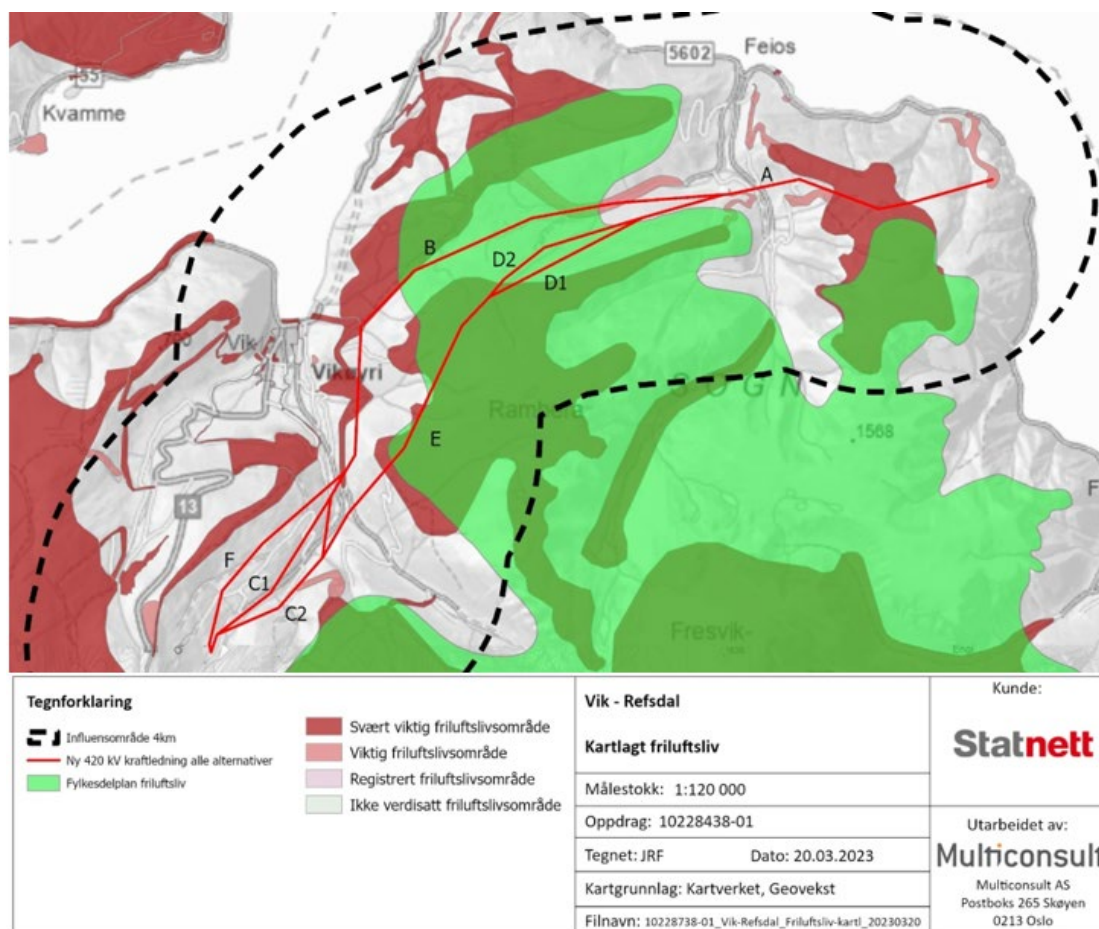 Feios
5602
55
Kvamme
A
B
D2
D1
Vik
Vikøyri
SOGN
Rambera
1568
E
13
F
C1
C2
Fresvik-
Tegnforklaring
Influensområde 4km
Ny 420 kV kraftledning alle alternativer
Fylkesdelplan friluftsliv
Svært viktig friluftslivsområde
Viktig friluftslivsområde
Registrert friluftslivsområde
Ikke verdisatt friluftslivsområde
Vik - Refsdal
Kartlagt friluftsliv
Målestokk: 1:120 000
Oppdrag: 10228438-01
Tegnet: JRF Dato: 20.03.2023
Kartgrunnlag: Kartverket, Geovekst
Filnavn: 10228738-01_Vik-Refsdal_Friluftsliv-kartl_20230320
Kunde:
Statnett
Utarbeidet av:
Multiconsult
Multiconsult AS
Postboks 265 Skøyen
0213 Oslo